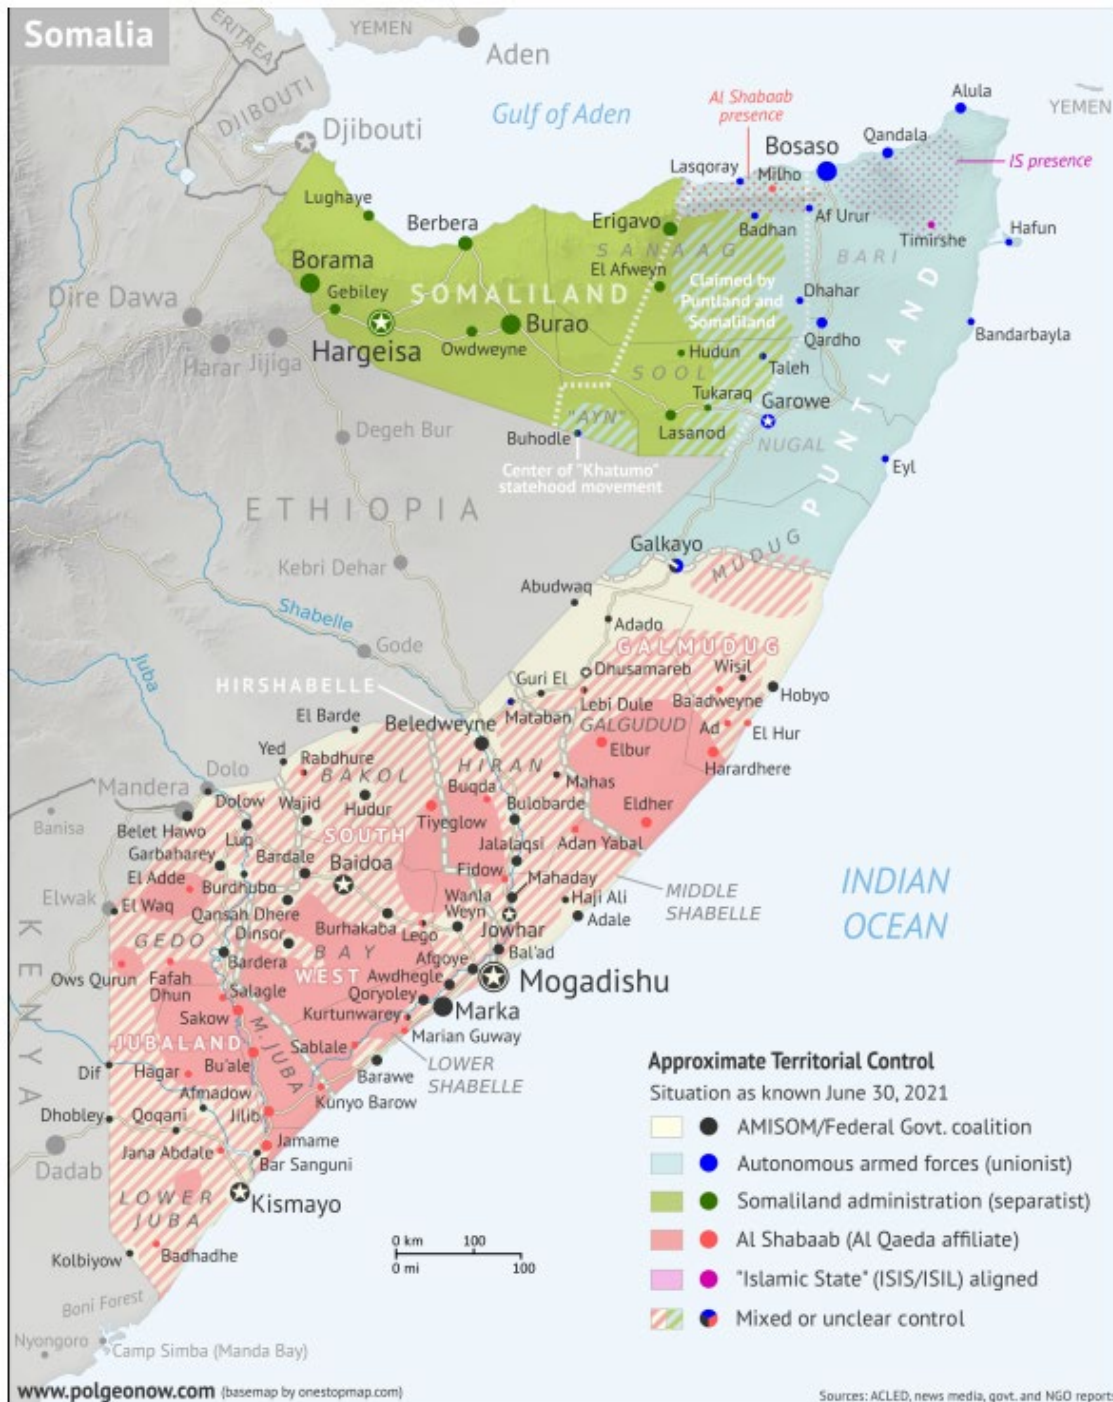 Somalia
ERITREA
YEMEN
Aden
DJIBOUTI
Djibouti
Gulf of Aden
Al Shabaab
presence
Alula
YEMEN
Bosaso
Qandala
IS presence
Lasqoray
Milho
Lughaye
Berbera
Erigavo
Badhan
Af Urur
Timirshe
Hafun
SANAAG
BARI
Borama
El Afweyn
Claimed by
Puntland and
Somaliland
Gebiley
SOMALILAND
Dhahar
Dire Dawa
Burao
Bandarbayla
Hargeisa
Owdweyne
Qardho
Harar
Jijiga
Hudun
Taleh
SOOL
PUNTLAND
Tukaraq
Garowe
"AYN"
Lasanod
Degeh Bur
Buhodle
NUGAL
Eyl
Center of "Khatumo"
statehood movement
ETHIOPIA
Galkayo
MUDUG
Kebri Dehar
Abudwaq
Shabelle
Adado
Gode
GALMUDUG
Juba
Dhusamareb
Wisil
Guri El
HIRSHABELLE
Lebi Dule
Ba'adweyne
Hobyo
El Barde
Beledweyne
Mataban
GALGUDUD
Ad
El Hur
Yed
Elbur
Rabdhure
HIRAN
Harardhere
Dolo
BAKOL
Mahas
Mandera
Buqda
Dolow
Wajid
Hudur
Bulobarde
Eldher
Banisa
Tiyeglow
Belet Hawo
Luq
SOUTH
Jalalaqsi
Adan Yabal
Garbaharey
Bardale
Baidoa
Fidow
Mahaday
El Adde
Burdhubo
Wanla
Weyn
Haji Ali
MIDDLE
SHABELLE
INDIAN
OCEAN
Elwak
El Waq
Qansah Dhere
Adale
Dinsor
Burhakaba
Lego
Jowhar
KENYA
GEDO
BAY
Bal'ad
Bardera
Afgoye
Ows Qurun
Fafah
Dhun
WEST
Awdhegle
Mogadishu
Salagle
Qoryoley
Sakow
Kurtunwarey
Marka
JUBALAND
M. JUBA
Marian Guway
Sablale
Bu'ale
LOWER
SHABELLE
Dif
Hagar
Barawe
Afmadow
Kunyo Barow
Dhobley
Qoqani
Jilib
Jamame
Dadab
Jana Abdale
Bar Sanguni
LOWER
JUBA
Kismayo
Kolbiyow
Badhadhe
Boni Forest
Nyongoro
Camp Simba (Manda Bay)
0 km 100
0 mi 100
Approximate Territorial Control
Situation as known June 30, 2021
AMISOM/Federal Govt. coalition
Autonomous armed forces (unionist)
Somaliland administration (separatist)
Al Shabaab (Al Qaeda affiliate)
"Islamic State" (ISIS/ISIL) aligned
Mixed or unclear control
www.polgeonow.com (basemap by onestopmap.com)
Sources: ACLED, news media, govt. and NGO reports